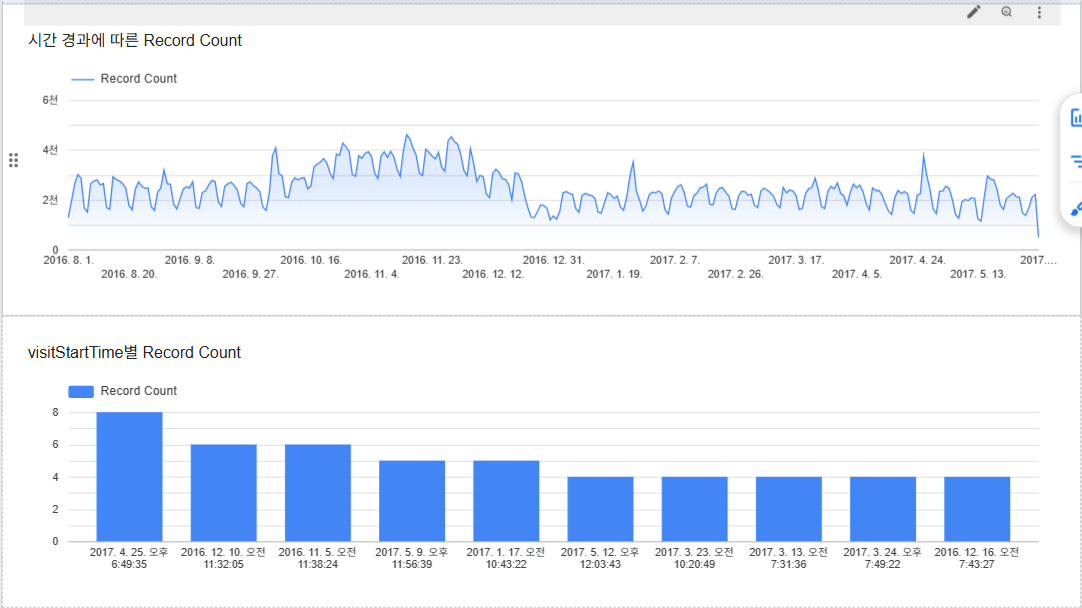 시간 경과에 따른 Record Count
Record Count
6천
4천
2천
0
2016. 8. 1.
2016. 8. 20.
2016. 9. 8.
2016. 9. 27.
2016. 10. 16.
2016. 11. 4.
2016. 11. 23.
2016. 12. 12.
2016. 12. 31.
2017. 1. 19.
2017. 2. 7.
2017. 2. 26.
2017. 3. 17.
2017. 4. 5.
2017. 4. 24.
2017. 5. 13.
2017....
visitStartTime별 Record Count
Record Count
8
6
4
2
0
2017. 4. 25. 오후
6:49:35
2016. 12. 10. 오전
11:32:05
2016. 11. 5. 오전
11:38:24
2017. 5. 9. 오후
11:56:39
2017. 1. 17. 오전
10:43:22
2017. 5. 12. 오후
12:03:43
2017. 3. 23. 오전
10:20:49
2017. 3. 13. 오전
7:31:36
2017. 3. 24. 오후
7:49:22
2016. 12. 16. 오전
7:43:27